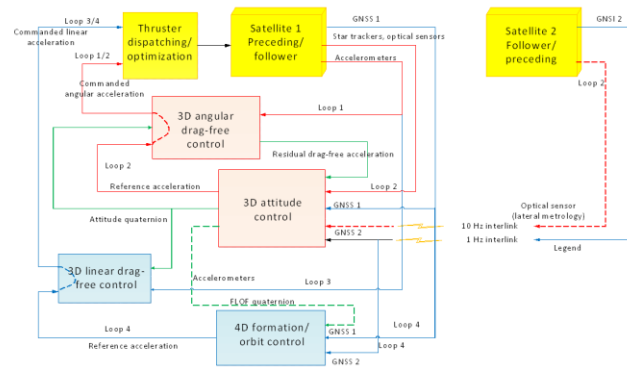 Loop 3/4
Commanded linear
acceleration
Thruster
dispatching/
optimization
Satellite 1
Preceding/
follower
GNSS 1
Star trackers, optical sensors
Accelerometers
Satellite 2
Follower/
preceding
GNSI 2
Loop 2
Loop 1/2
Commanded
angular acceleration
3D angular
drag-free
control
Loop 1
Residual drag-free acceleration
Loop 2
Reference acceleration
3D attitude
control
Loop 2
GNSS 1
GNSS 2
Optical sensor
(lateral metrology)
10 Hz interlink
1 Hz interlink
Legend
Attitude quaternion
3D linear drag-
free control
Accelerometers
Loop 3
FLOF quaternion
4D formation/
orbit control
GNSS 1
Loop 4
Loop 4
GNSS 2
Loop 4
Reference acceleration